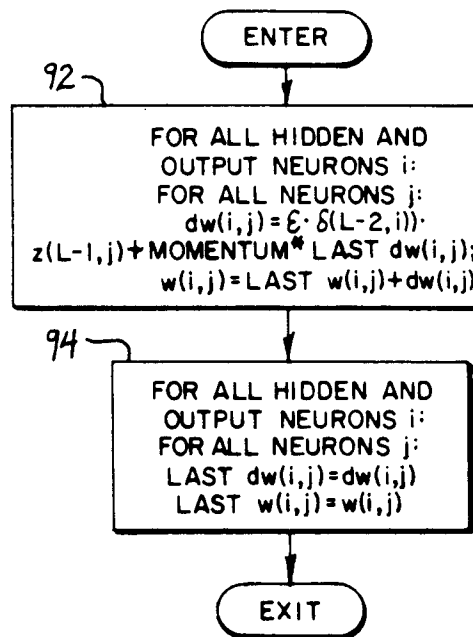 ENTER
92
FOR ALL HIDDEN AND
OUTPUT NEURONS i:
FOR ALL NEURONS j:
dw(i,j)=ε·δ(L-2,i))·
z(L-1,j)+MOMENTUM* LAST dw(i,j);
w(i,j)=LAST w(i,j)+dw(i,j)
94
FOR ALL HIDDEN AND
OUTPUT NEURONS i:
FOR ALL NEURONS j:
LAST dw(i,j)=dw(i,j)
LAST w(i,j)=w(i,j)
EXIT